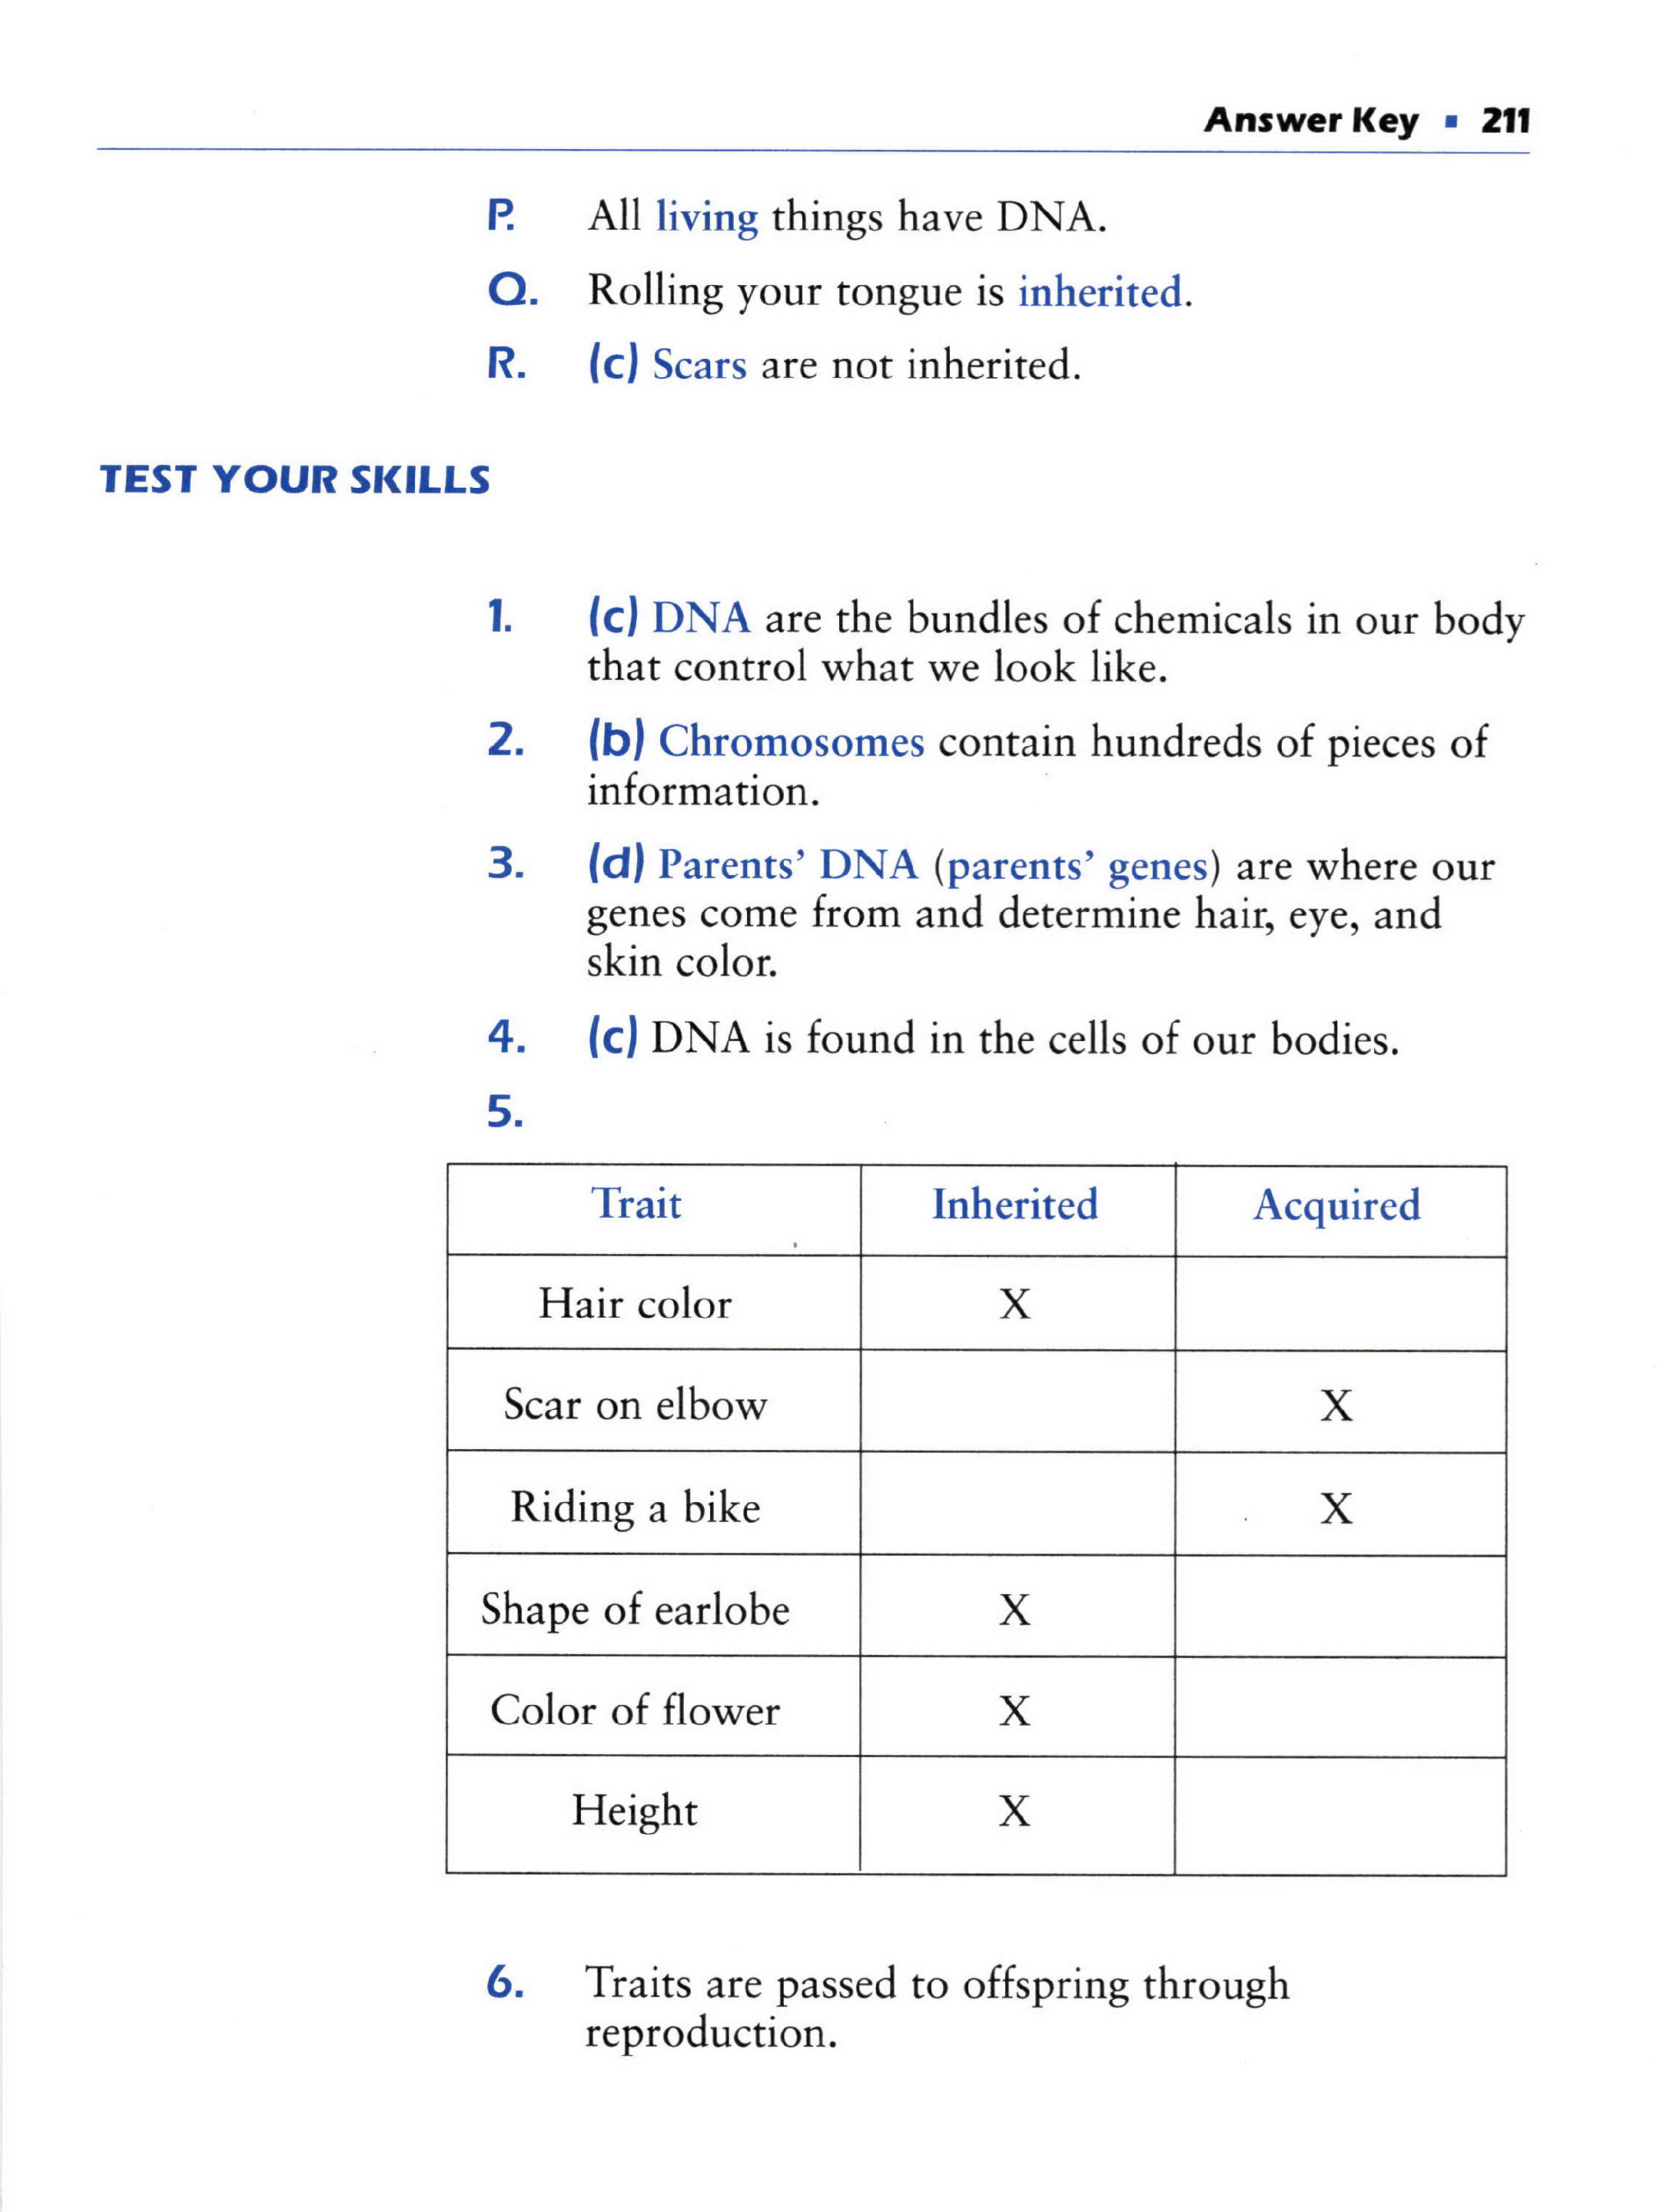 Answer Key ▪ 211
P. All living things have DNA.
Q. Rolling your tongue is inherited.
R. (c) Scars are not inherited.
TEST YOUR SKILLS
1. (c) DNA are the bundles of chemicals in our body
that control what we look like.
2. (b) Chromosomes contain hundreds of pieces of
information.
3. (d) Parents’ DNA (parents’ genes) are where our
genes come from and determine hair, eye, and
skin color.
4. (c) DNA is found in the cells of our bodies.
5.
Trait Inherited Acquired
Hair color X
Scar on elbow X
Riding a bike X
Shape of earlobe X
Color of flower X
Height X
6. Traits are passed to offspring through
reproduction.